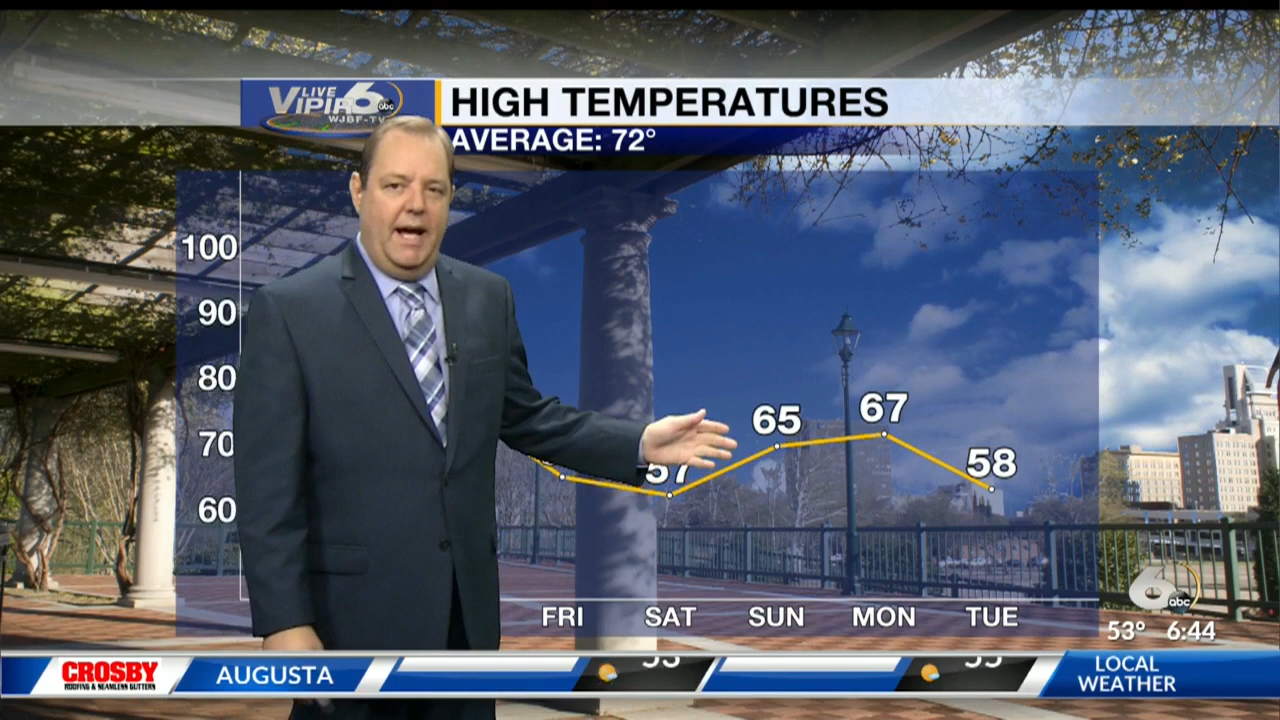 LIVE
VIPIR 6 abc
WJBF-TV
HIGH TEMPERATURES
AVERAGE: 72°
100
90
80
70
60
57
65
67
58
FRI SAT SUN MON TUE
6 abc
53° 6:44
CROSBY
ROOFING & SEAMLESS GUTTERS
AUGUSTA
LOCAL
WEATHER